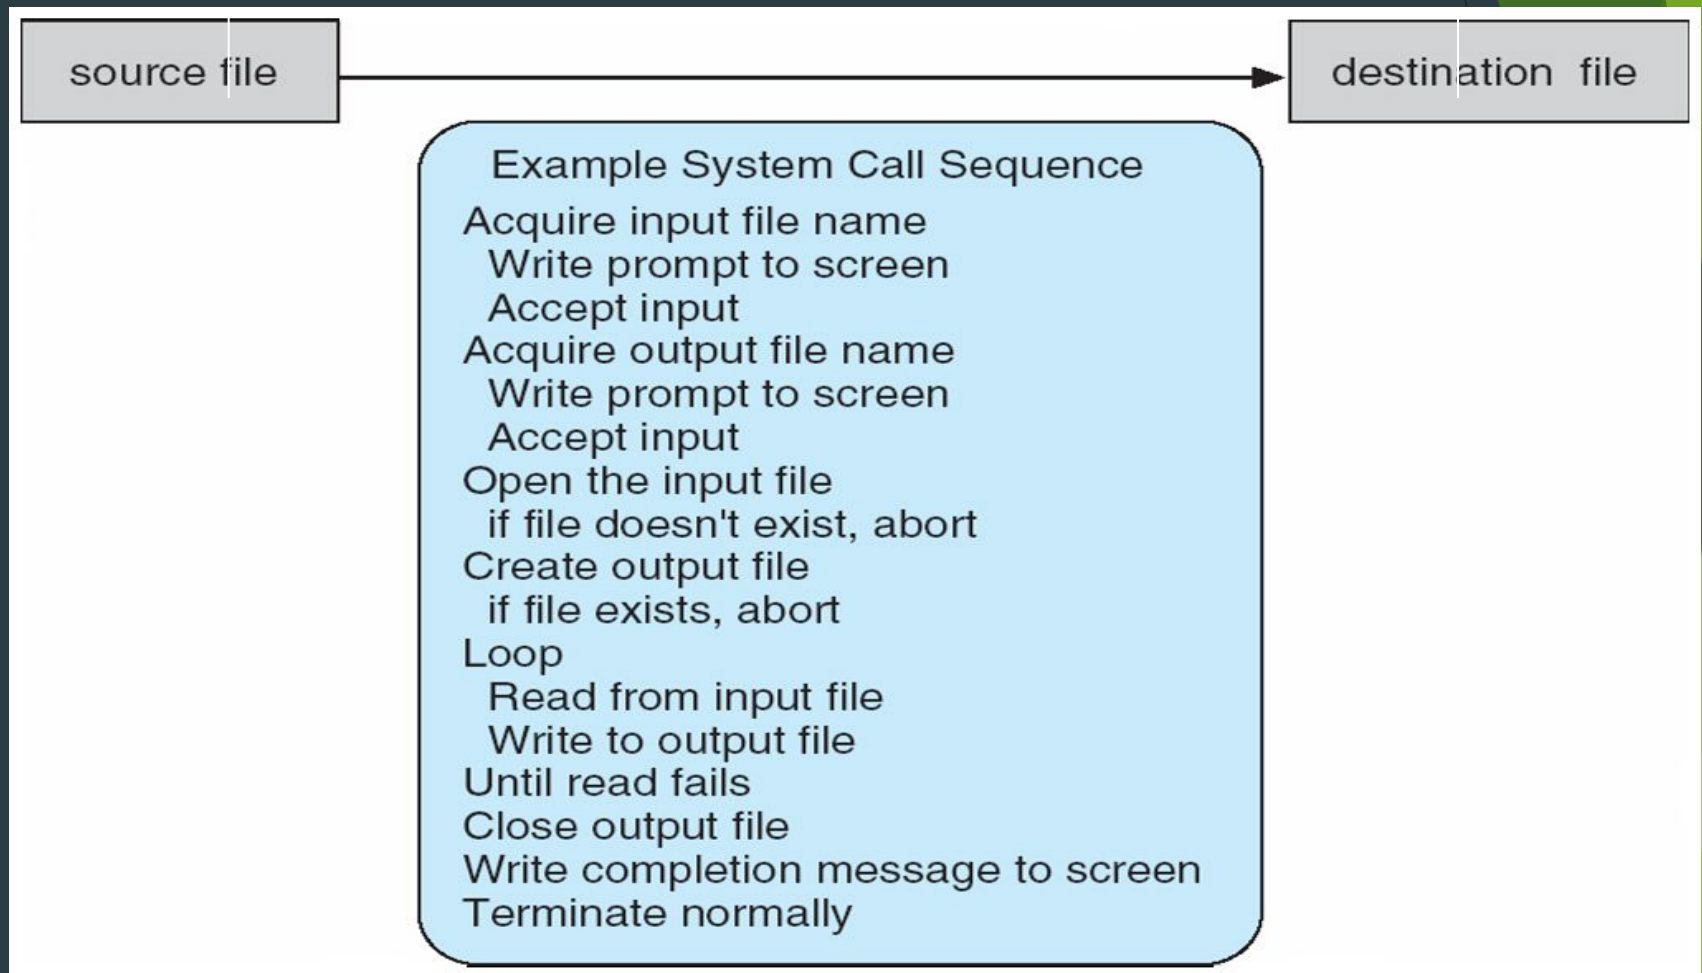 source file
destination file
Example System Call Sequence
Acquire input file name
Write prompt to screen
Accept input
Acquire output file name
Write prompt to screen
Accept input
Open the input file
if file doesn't exist, abort
Create output file
if file exists, abort
Loop
Read from input file
Write to output file
Until read fails
Close output file
Write completion message to screen
Terminate normally